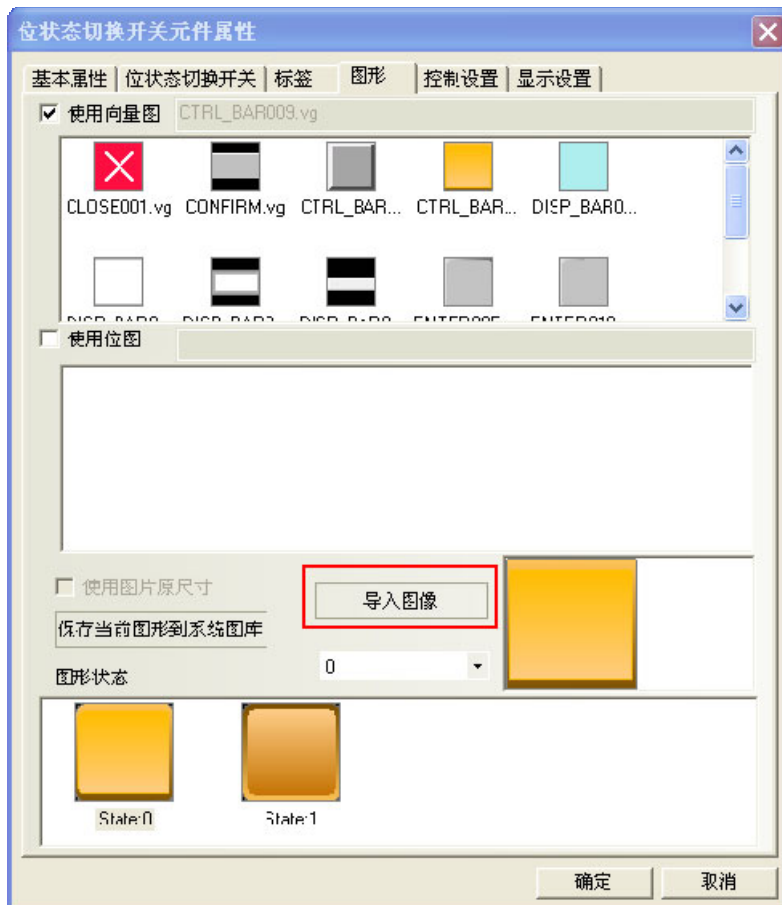 位状态切换开关元件属性
基本属性 位状态切换开关 标签 图形 控制设置 显示设置
使用向量图 CTRL_BAR009.vg
CLOSE001.vg CONFIRM.vg CTRL_BAR... CTRL_BAR... DISP_BAR0...
使用位图
使用图片原尺寸
导入图像
保存当前图形到系统图库
0
图形状态
State:0 State:1
确定 取消